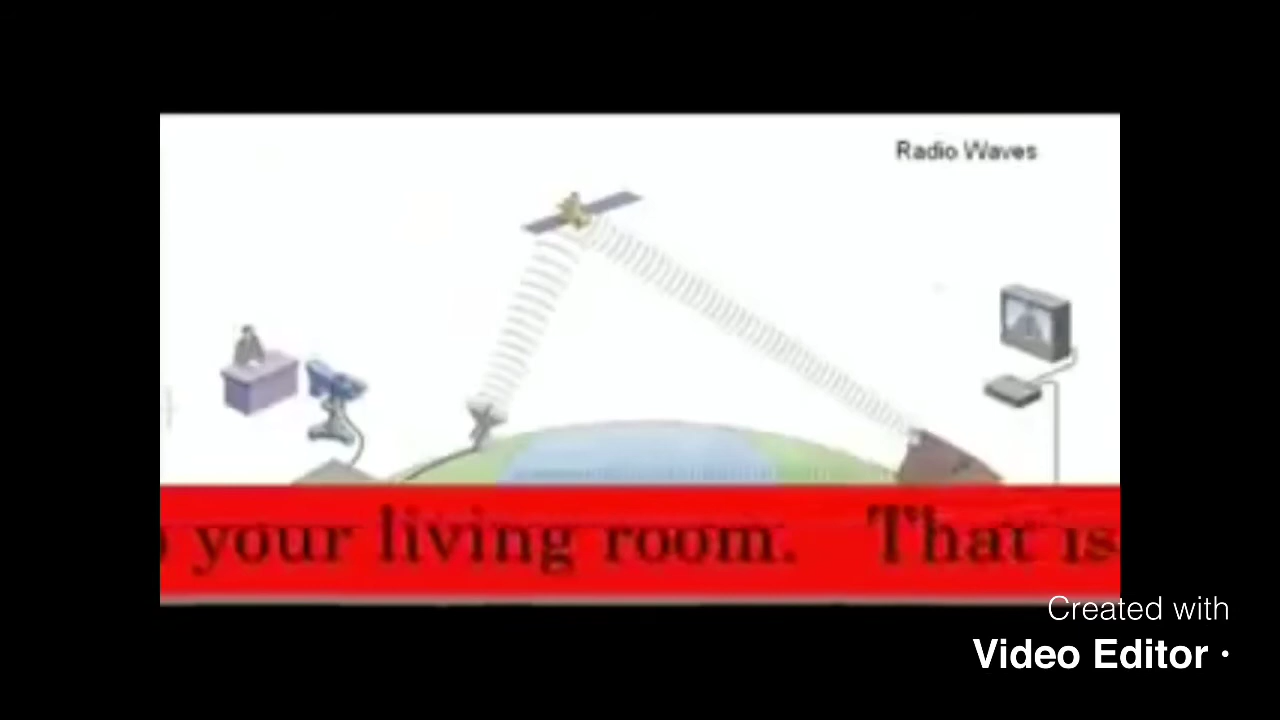 Radio Waves
your living room. That is
Created with
Video Editor ·